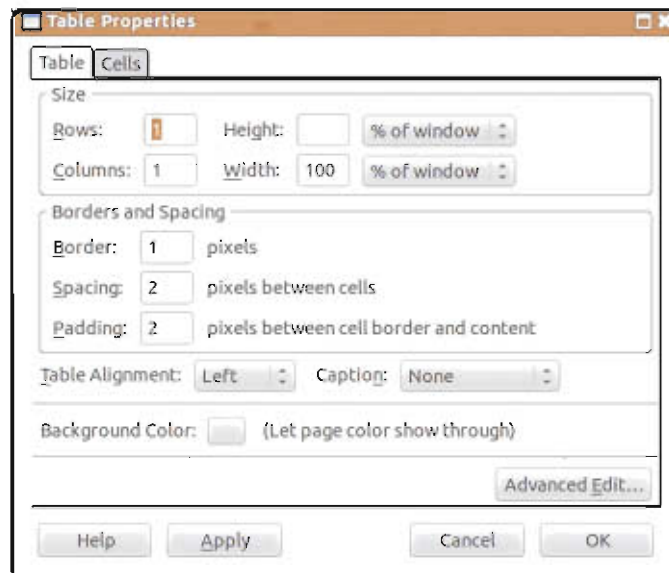 Table Properties
Table Cells
Size
Rows: 1 Height: % of window
Columns: 1 Width: 100 % of window
Borders and Spacing
Border: 1 pixels
Spacing: 2 pixels between cells
Padding: 2 pixels between cell border and content
Table Alignment: Left Caption: None
Background Color: (Let page color show through)
Advanced Edit...
Help Apply Cancel OK